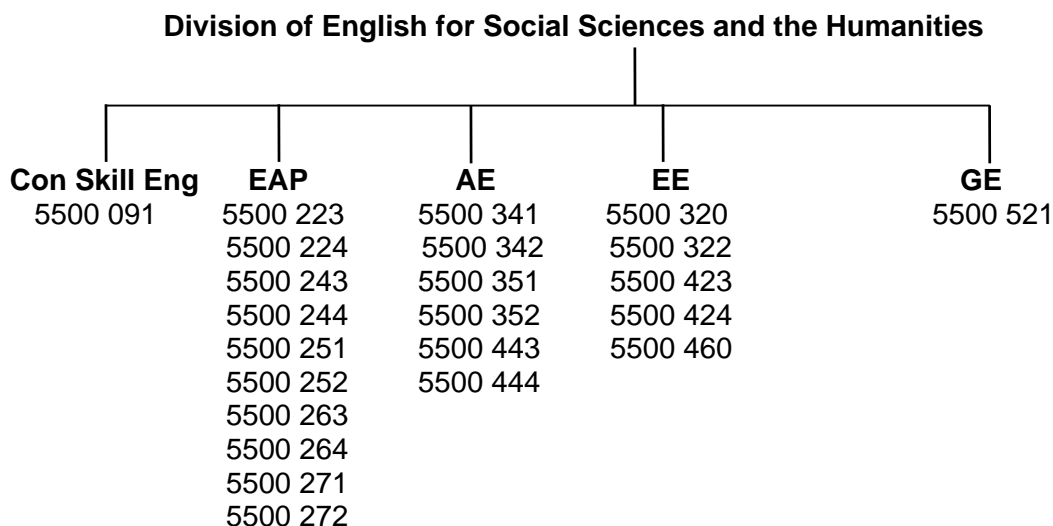 Division of English for Social Sciences and the Humanities
Con Skill Eng EAP AE EE GE
5500 091 5500 223 5500 341 5500 320 5500 521
5500 224 5500 342 5500 322
5500 243 5500 351 5500 423
5500 244 5500 352 5500 424
5500 251 5500 443 5500 460
5500 252 5500 444
5500 263
5500 264
5500 271
5500 272